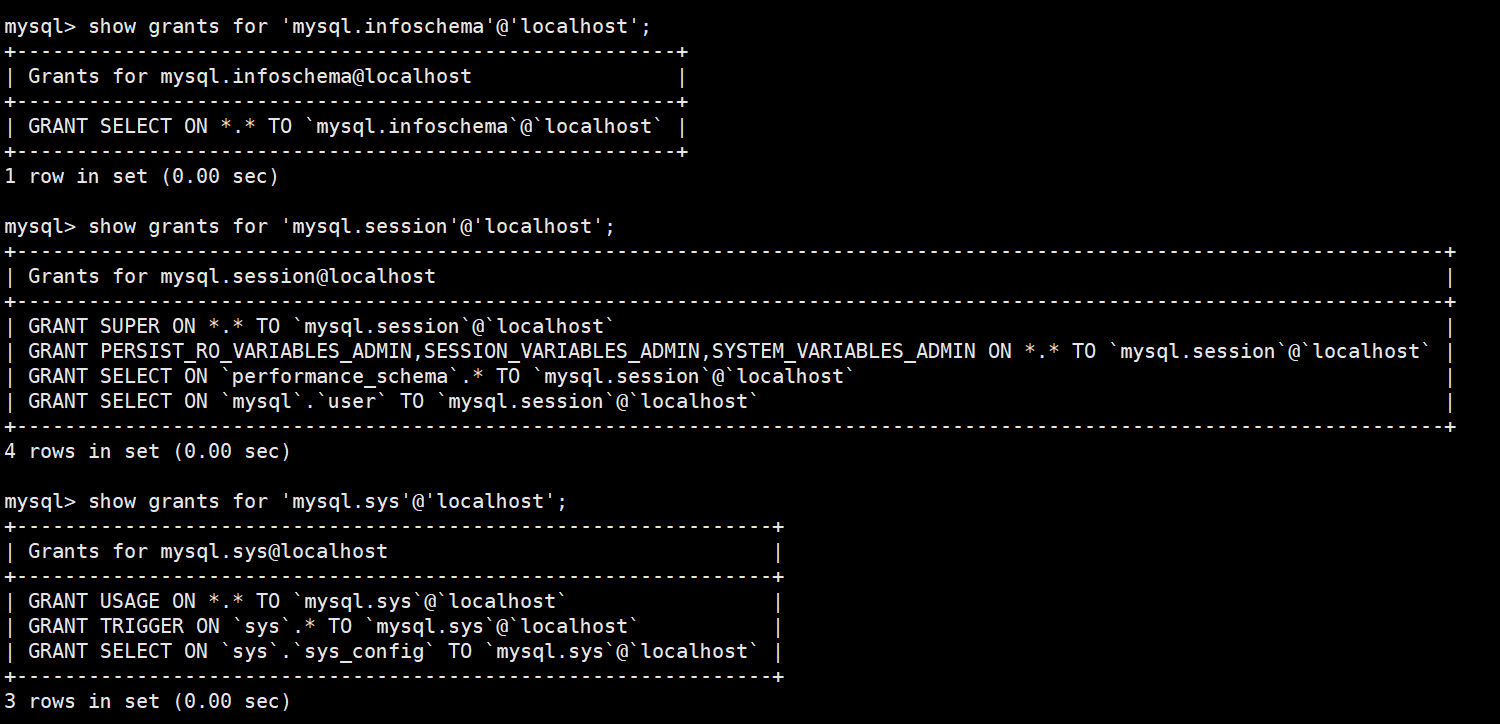 mysql> show grants for 'mysql.infoschema'@'localhost';
+-------------------------------------------------------+
| Grants for mysql.infoschema@localhost                 |
+-------------------------------------------------------+
| GRANT SELECT ON *.* TO `mysql.infoschema`@`localhost` |
+-------------------------------------------------------+
1 row in set (0.00 sec)

mysql> show grants for 'mysql.session'@'localhost';
+-----------------------------------------------------------------------------------------------------------------------+
| Grants for mysql.session@localhost                                                                                    |
+-----------------------------------------------------------------------------------------------------------------------+
| GRANT SUPER ON *.* TO `mysql.session`@`localhost`                                                                     |
| GRANT PERSIST_RO_VARIABLES_ADMIN,SESSION_VARIABLES_ADMIN,SYSTEM_VARIABLES_ADMIN ON *.* TO `mysql.session`@`localhost` |
| GRANT SELECT ON `performance_schema`.* TO `mysql.session`@`localhost`                                                 |
| GRANT SELECT ON `mysql`.`user` TO `mysql.session`@`localhost`                                                         |
+-----------------------------------------------------------------------------------------------------------------------+
4 rows in set (0.00 sec)

mysql> show grants for 'mysql.sys'@'localhost';
+---------------------------------------------------------------+
| Grants for mysql.sys@localhost                                |
+---------------------------------------------------------------+
| GRANT USAGE ON *.* TO `mysql.sys`@`localhost`                 |
| GRANT TRIGGER ON `sys`.* TO `mysql.sys`@`localhost`           |
| GRANT SELECT ON `sys`.`sys_config` TO `mysql.sys`@`localhost` |
+---------------------------------------------------------------+
3 rows in set (0.00 sec)